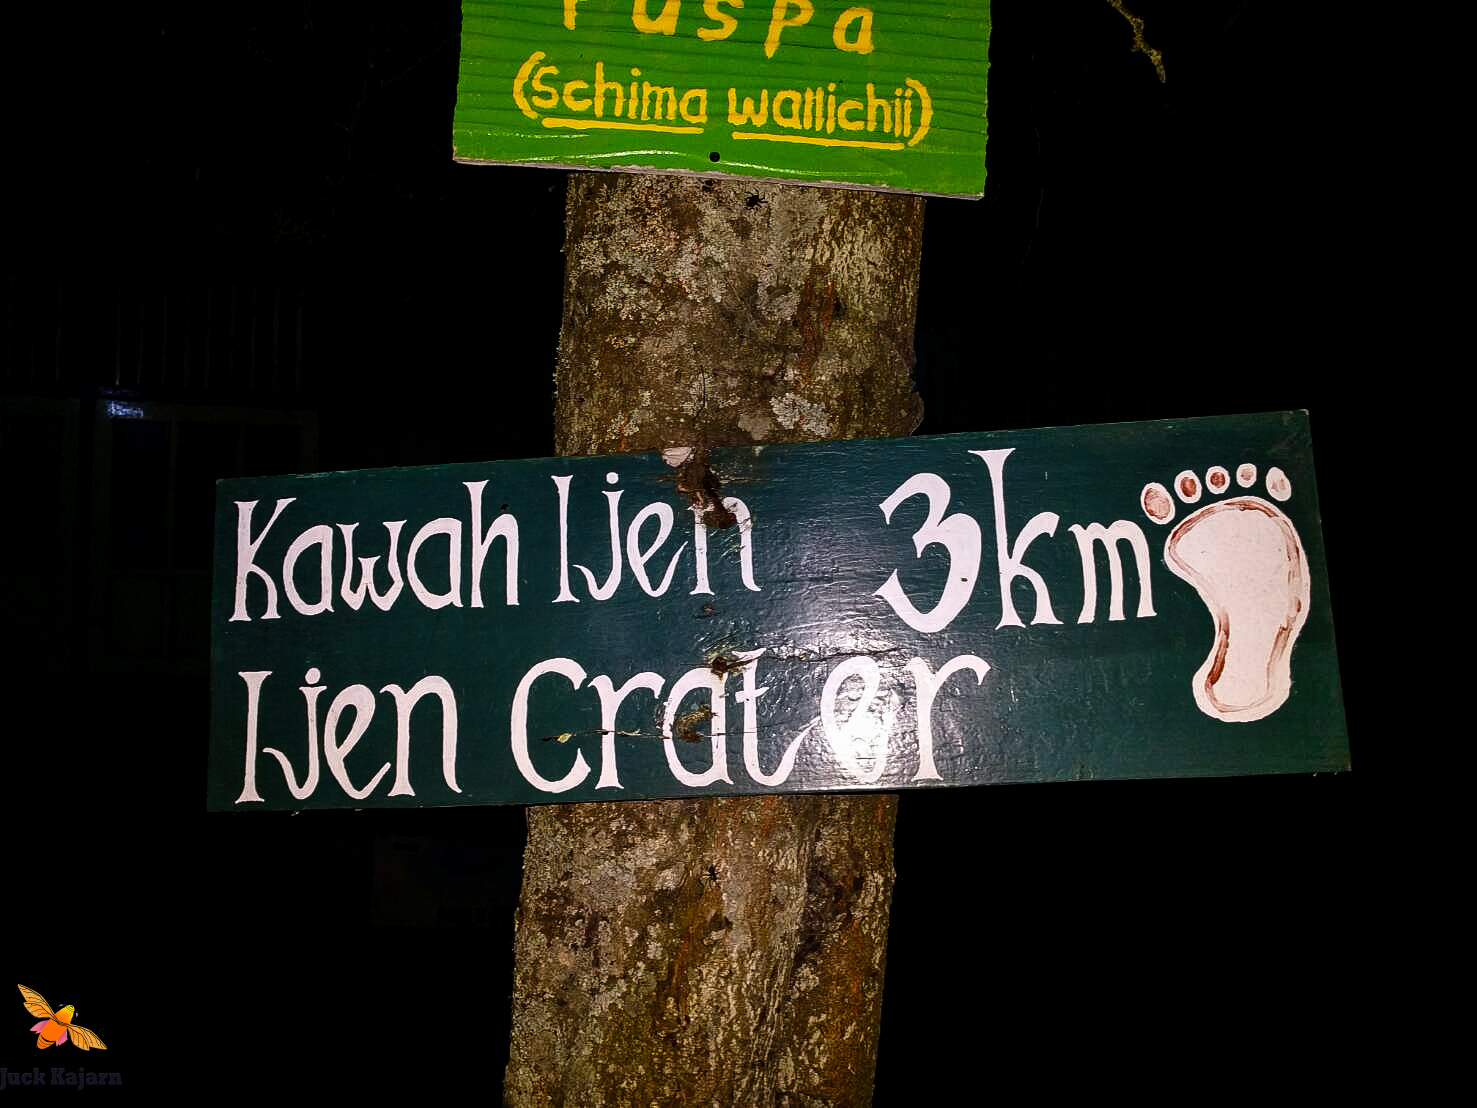 Puspa
(Schima wallichii)
Kawah Ijen 3km
Ijen Crater
Juck Kajarn